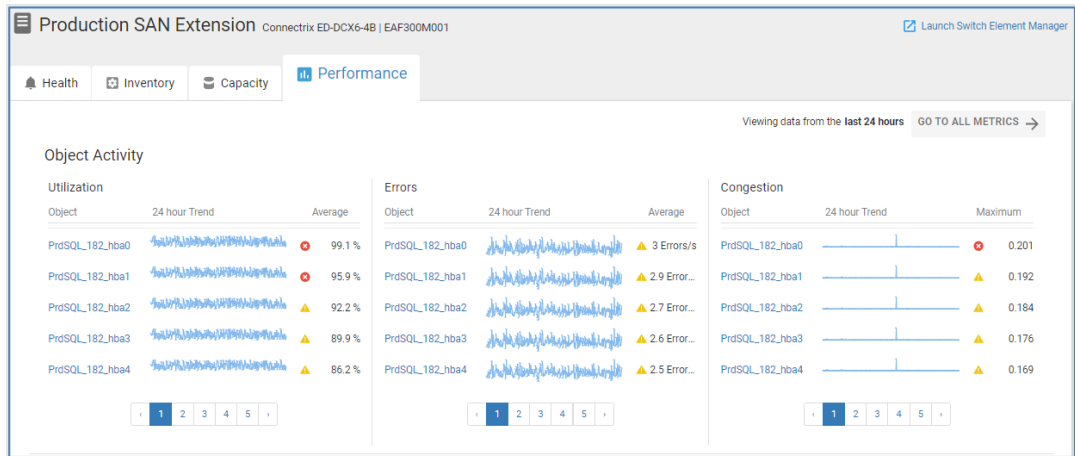 Production SAN Extension Connectrix ED-DCX6-4B | EAF300M001
Launch Switch Element Manager
Health
Inventory
Capacity
Performance
Viewing data from the last 24 hours
GO TO ALL METRICS
Object Activity
Utilization
Object 24 hour Trend Average
PrdSQL_182_hba0 99.1 %
PrdSQL_182_hba1 95.9 %
PrdSQL_182_hba2 92.2 %
PrdSQL_182_hba3 89.9 %
PrdSQL_182_hba4 86.2 %
‹ 1 2 3 4 5 ›
Errors
Object 24 hour Trend Average
PrdSQL_182_hba0 3 Errors/s
PrdSQL_182_hba1 2.9 Error...
PrdSQL_182_hba2 2.7 Error...
PrdSQL_182_hba3 2.6 Error...
PrdSQL_182_hba4 2.5 Error...
‹ 1 2 3 4 5 ›
Congestion
Object 24 hour Trend Maximum
PrdSQL_182_hba0 0.201
PrdSQL_182_hba1 0.192
PrdSQL_182_hba2 0.184
PrdSQL_182_hba3 0.176
PrdSQL_182_hba4 0.169
‹ 1 2 3 4 5 ›